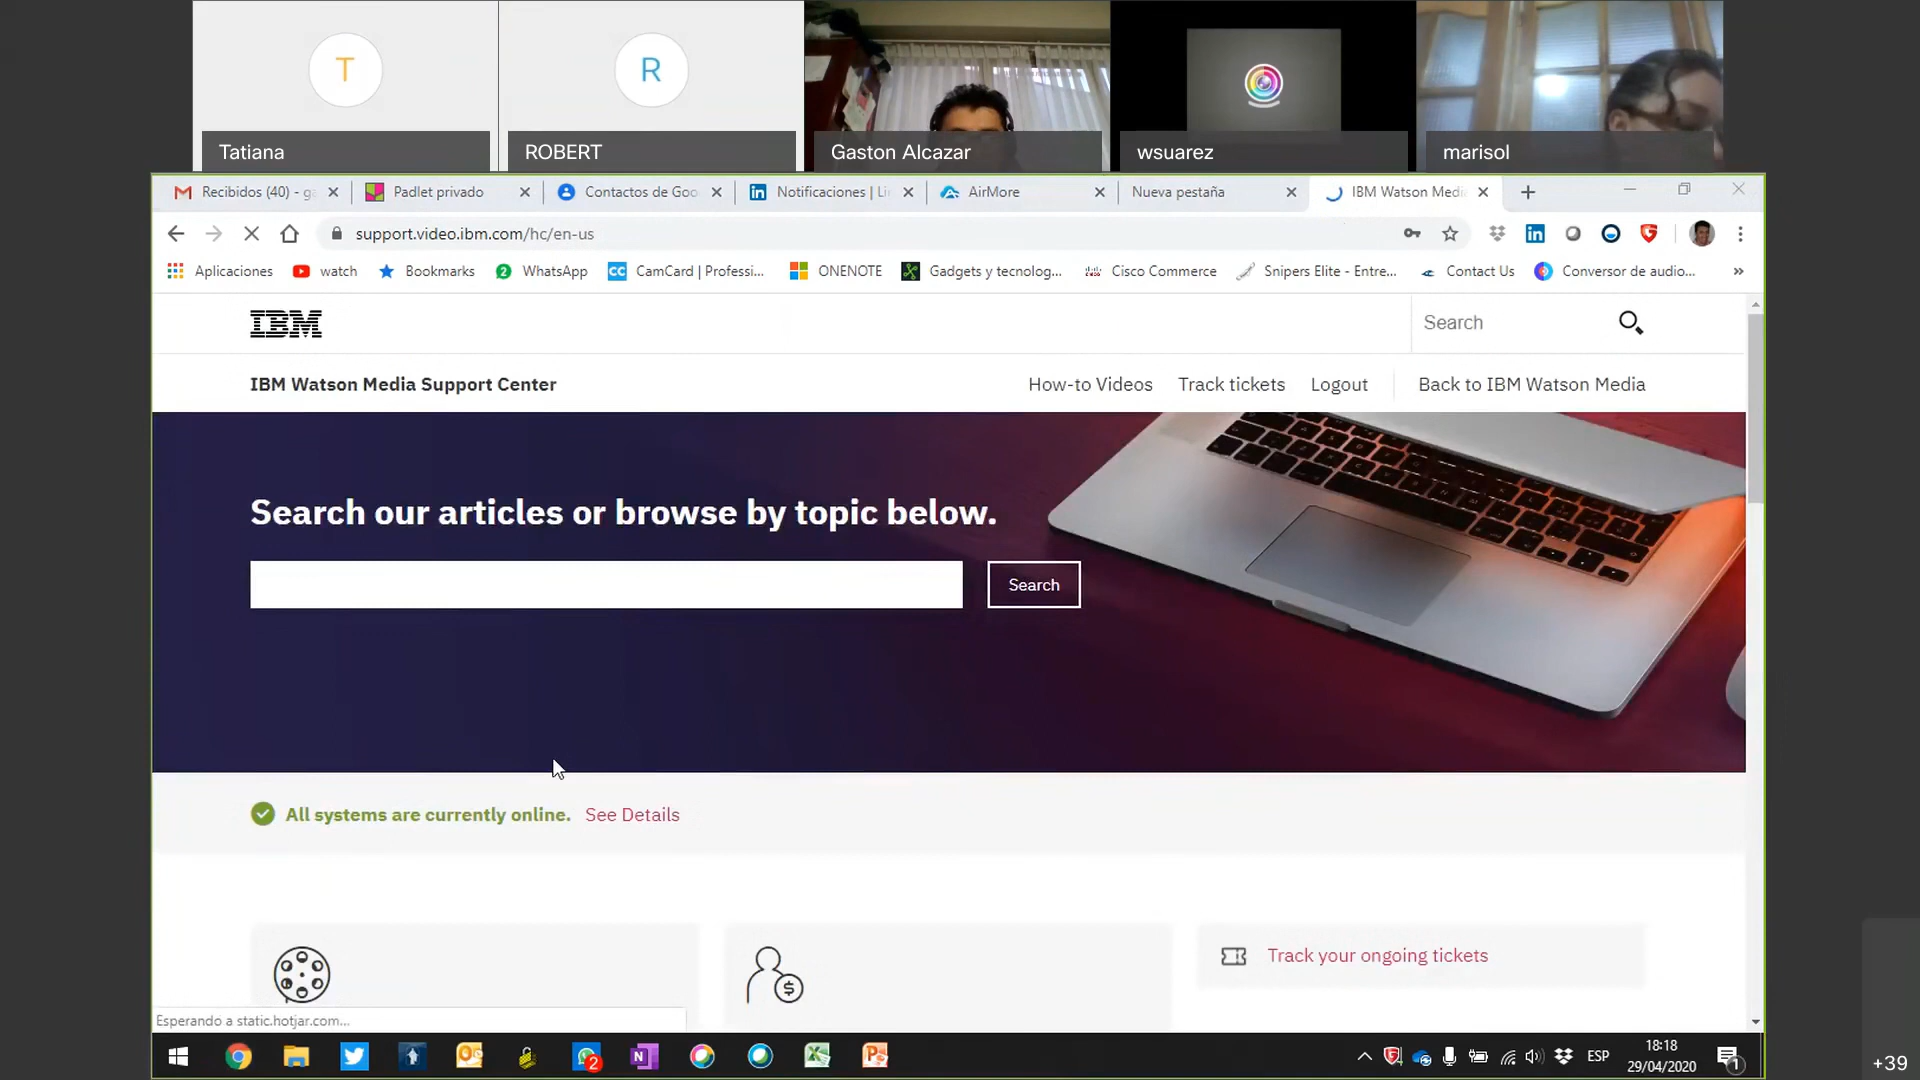 T
R
Tatiana
ROBERT
Gaston Alcazar
wsuarez
marisol
Recibidos (40) - ga
Padlet privado
Contactos de Goo
Notificaciones | Li
AirMore
Nueva pestaña
IBM Watson Medi
support.video.ibm.com/hc/en-us
Aplicaciones
watch
Bookmarks
WhatsApp
CamCard | Professi...
ONENOTE
Gadgets y tecnolog...
Cisco Commerce
Snipers Elite - Entre...
Contact Us
Conversor de audio...
»
IBM
Search
IBM Watson Media Support Center
How-to Videos
Track tickets
Logout
Back to IBM Watson Media
Search our articles or browse by topic below.
Search
All systems are currently online. See Details
Track your ongoing tickets
Esperando a static.hotjar.com...
2
ESP
18:18
29/04/2020
1
+39